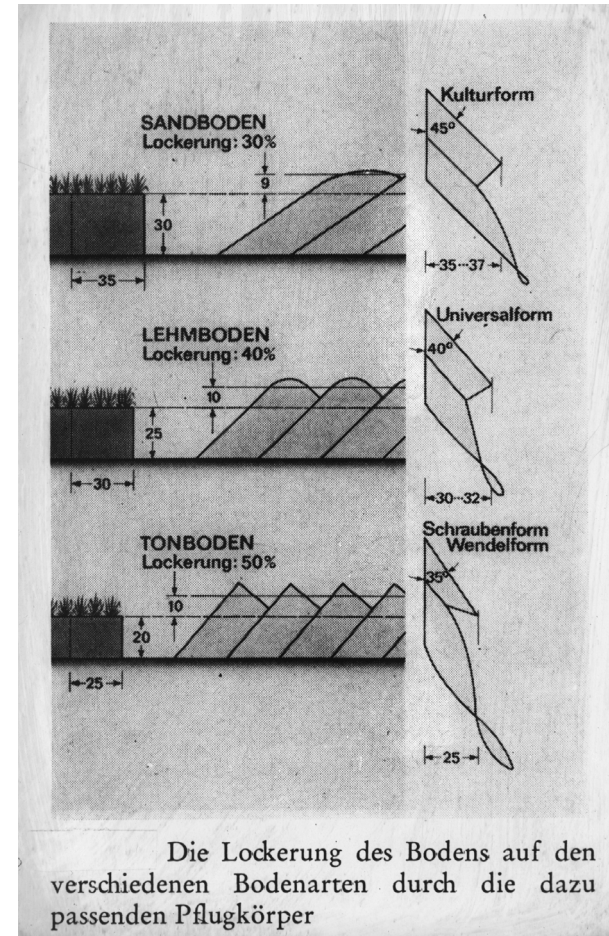 SANDBODEN
Lockerung: 30%
9
30
35
Kulturform
45°
35--37
LEHMBODEN
Lockerung: 40%
10
25
30
Universalform
40°
30--32
TONBODEN
Lockerung: 50%
10
20
25
Schraubenform
Wendelform
35°
25
Die Lockerung des Bodens auf den
verschiedenen Bodenarten durch die dazu
passenden Pflugkörper